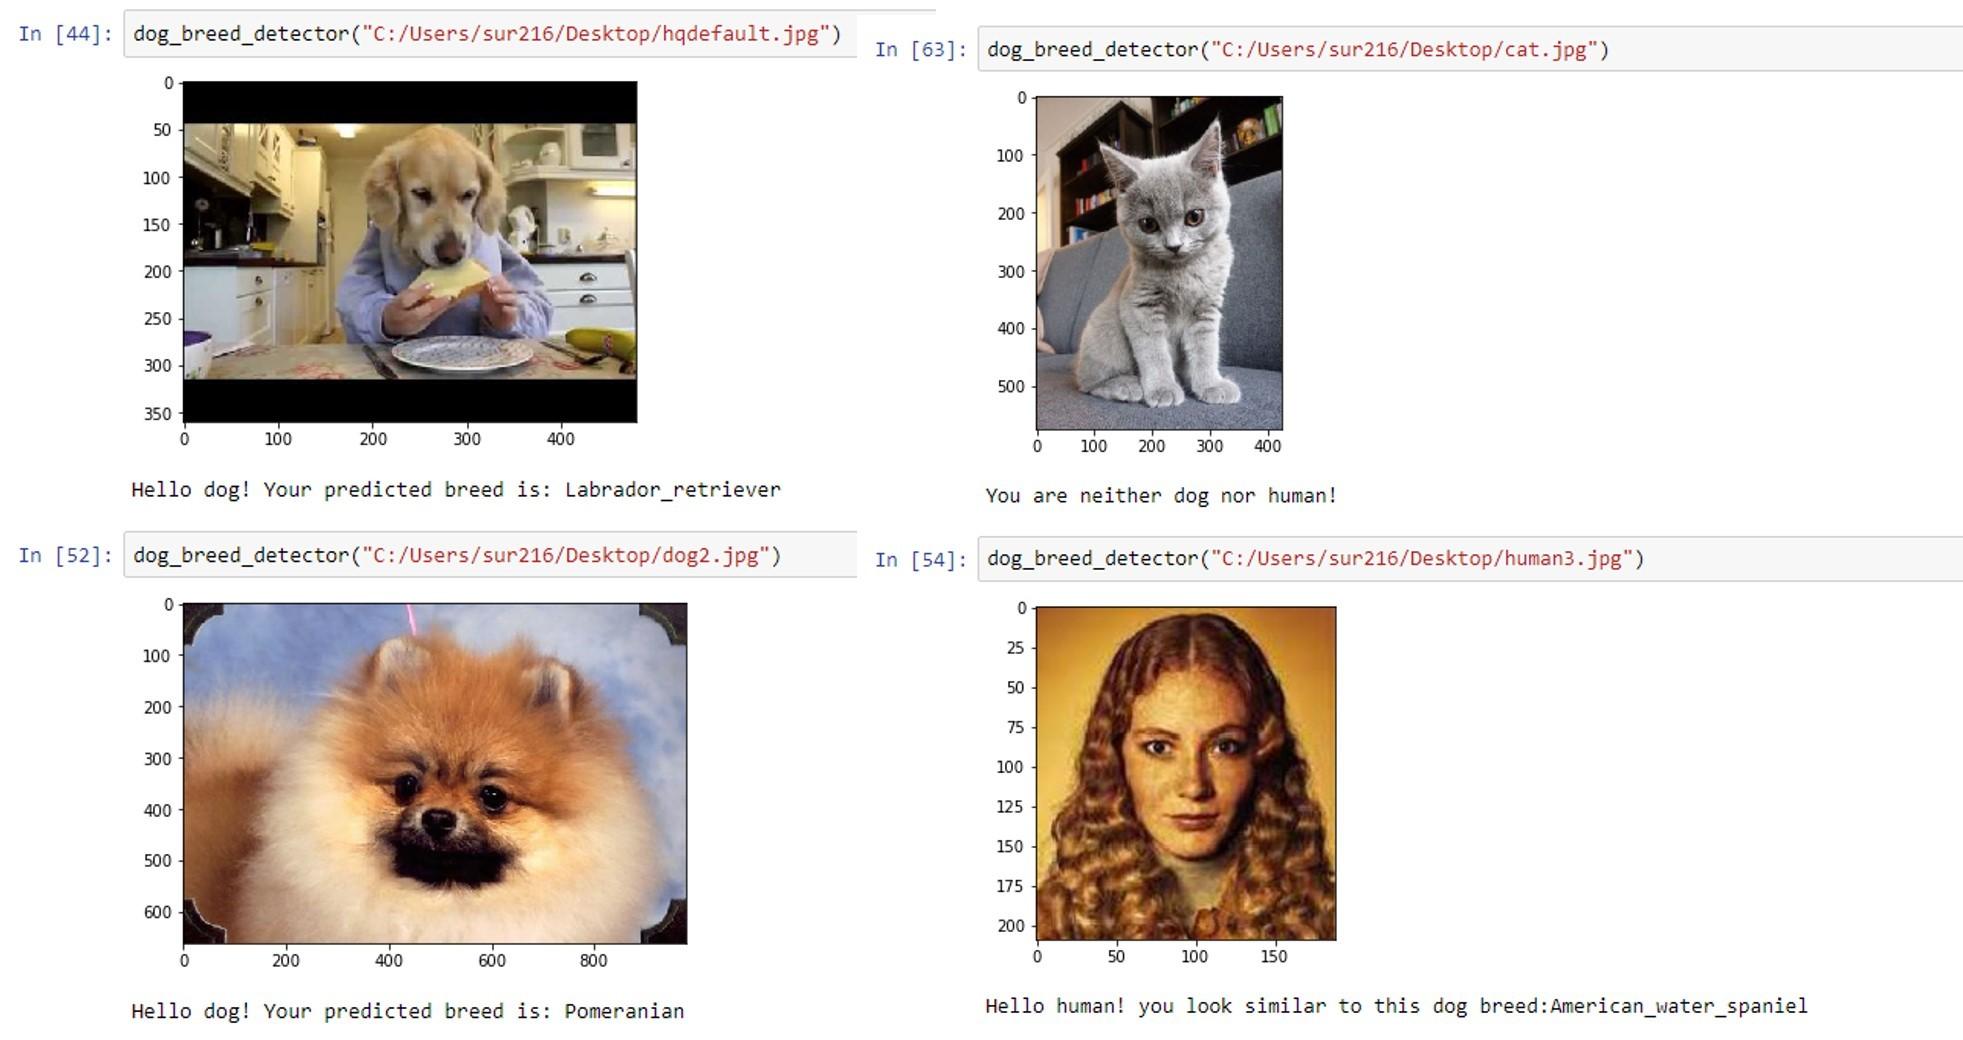 In [44]: dog_breed_detector("C:/Users/sur216/Desktop/hqdefault.jpg")
0
50
100
150
200
250
300
350
0 100 200 300 400
Hello dog! Your predicted breed is: Labrador_retriever
In [63]: dog_breed_detector("C:/Users/sur216/Desktop/cat.jpg")
0
100
200
300
400
500
0 100 200 300 400
You are neither dog nor human!
In [52]: dog_breed_detector("C:/Users/sur216/Desktop/dog2.jpg")
0
100
200
300
400
500
600
0 200 400 600 800
Hello dog! Your predicted breed is: Pomeranian
In [54]: dog_breed_detector("C:/Users/sur216/Desktop/human3.jpg")
0
25
50
75
100
125
150
175
200
0 50 100 150
Hello human! you look similar to this dog breed:American_water_spaniel